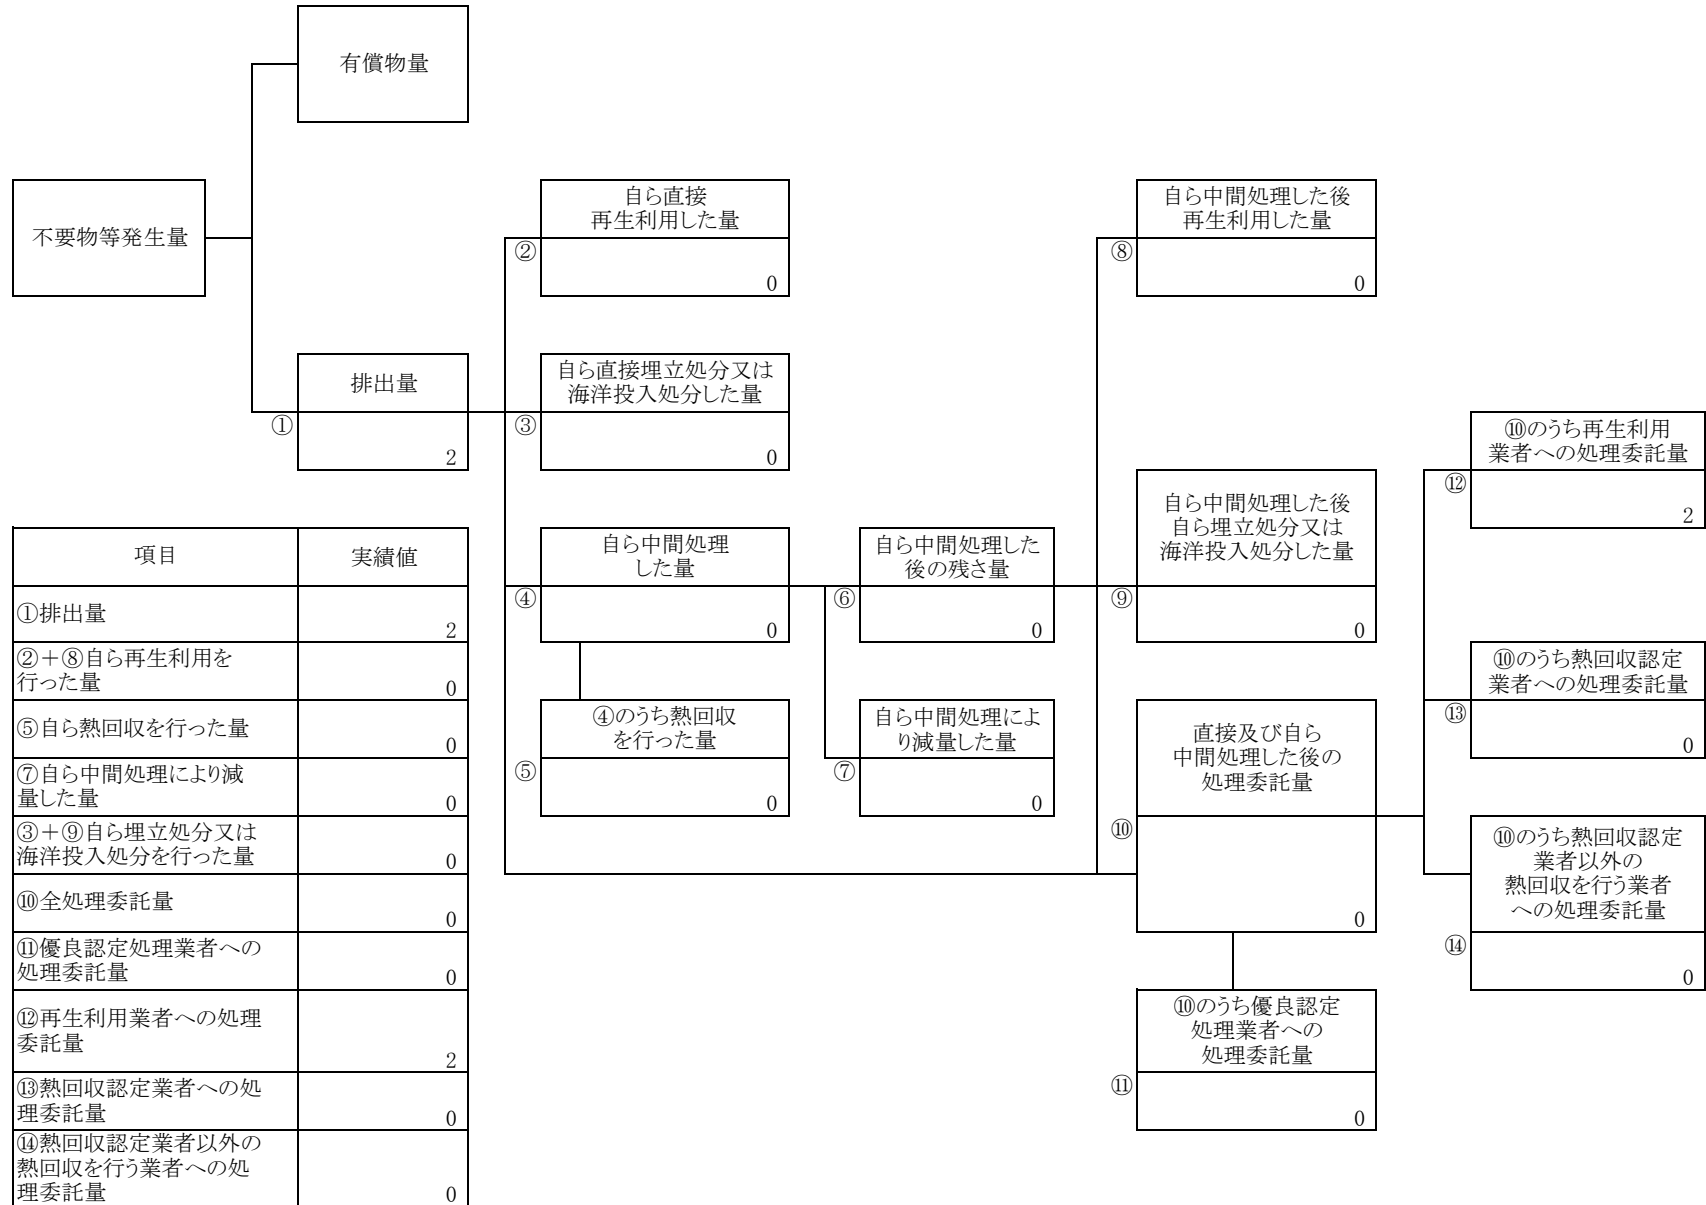 有償物量
不要物等発生量
自ら直接
再生利用した量
②
0
自ら中間処理した後
再生利用した量
⑧
0
排出量
①
2
自ら直接埋立処分又は
海洋投入処分した量
③
0
⑩のうち再生利用
業者への処理委託量
⑫
2
自ら中間処理した後
自ら埋立処分又は
海洋投入処分した量
⑨
0
自ら中間処理
した量
④
0
自ら中間処理した
後の残さ量
⑥
0
⑩のうち熱回収認定
業者への処理委託量
⑬
0
④のうち熱回収
を行った量
⑤
0
自ら中間処理によ
り減量した量
⑦
0
直接及び自ら
中間処理した後の
処理委託量
⑩
0
⑩のうち熱回収認定
業者以外の
熱回収を行う業者
への処理委託量
⑭
0
⑩のうち優良認定
処理業者への
処理委託量
⑪
0
項目 実績値
①排出量
2
②＋⑧自ら再生利用を
行った量 0
⑤自ら熱回収を行った量
0
⑦自ら中間処理により減
量した量 0
③＋⑨自ら埋立処分又は
海洋投入処分を行った量 0
⑩全処理委託量
0
⑪優良認定処理業者への
処理委託量 0
⑫再生利用業者への処理
委託量 2
⑬熱回収認定業者への処
理委託量 0
⑭熱回収認定業者以外の
熱回収を行う業者への処
理委託量 0